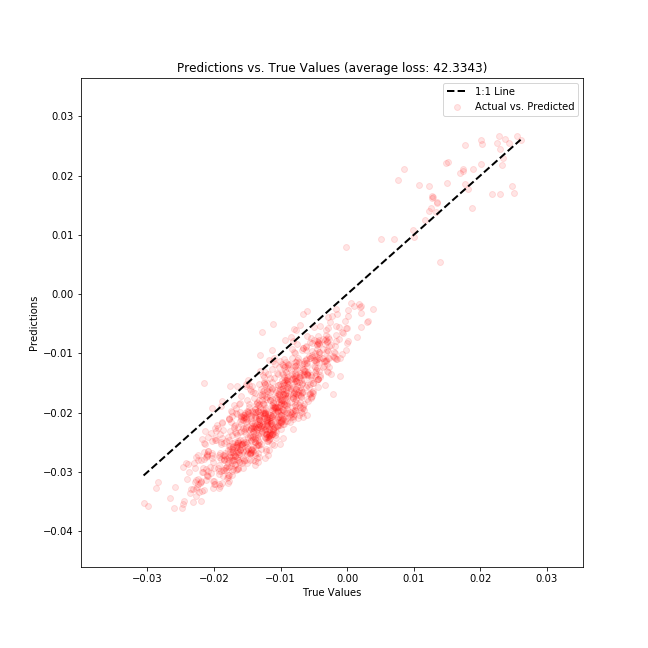 Predictions vs. True Values (average loss: 42.3343)
1:1 Line
Actual vs. Predicted
0.03
0.02
0.01
0.00
−0.01
−0.02
−0.03
−0.04
Predictions
−0.03 −0.02 −0.01 0.00 0.01 0.02 0.03
True Values